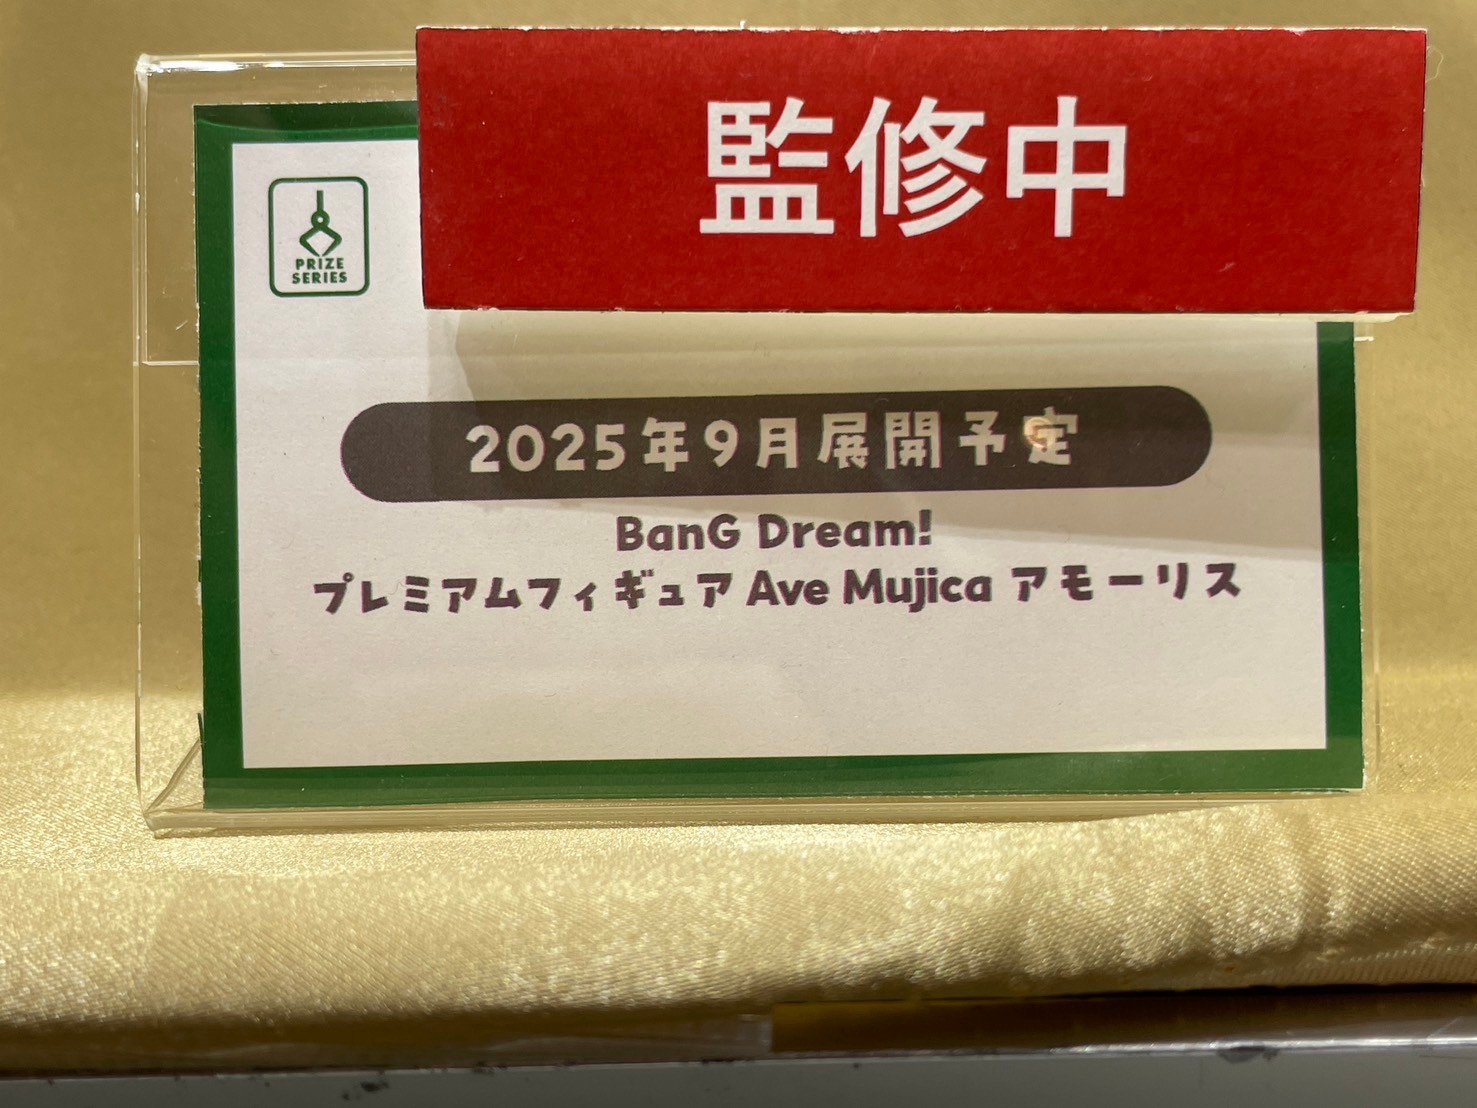 監修中
PRIZE
SERIES
2025年9月展開予定
BanG Dream!
プレミアムフィギュア Ave Mujica アモーリス